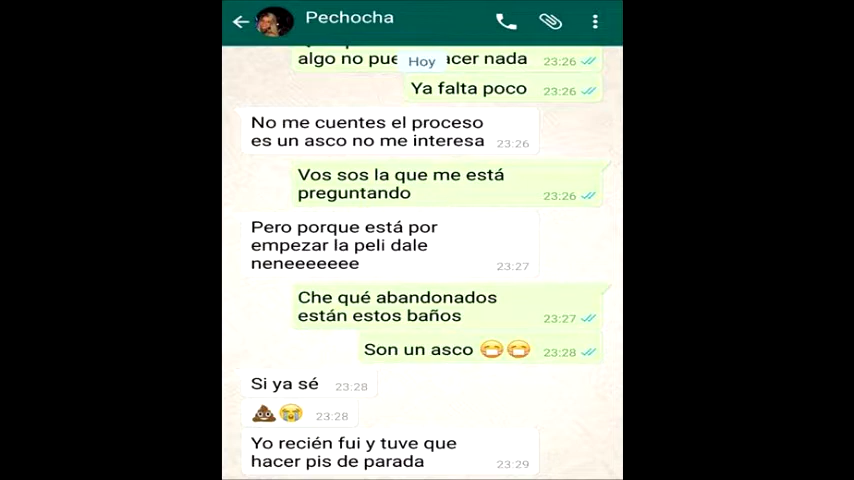 Pechocha
algo no pue
acer nada
23:26
Hoy
Ya falta poco 23:26
No me cuentes el proceso
es un asco no me interesa 23:26
Vos sos la que me está
preguntando 23:26
Pero porque está por
empezar la peli dale
neneeeeeee 23:27
Che qué abandonados
están estos baños 23:27
Son un asco 😷😷 23:28
Si ya sé 23:28
💩😭 23:28
Yo recién fui y tuve que
hacer pis de parada 23:29